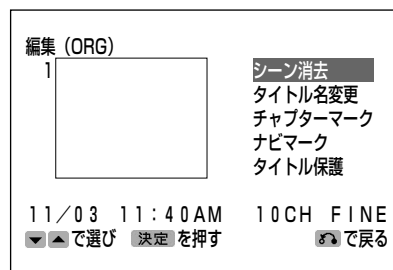 編集（ORG）
1
シーン消去
タイトル名変更
チャプターマーク
ナビマーク
タイトル保護
11／03 11：40AM 10CH FINE
▼▲で選び 決定を押す で戻る